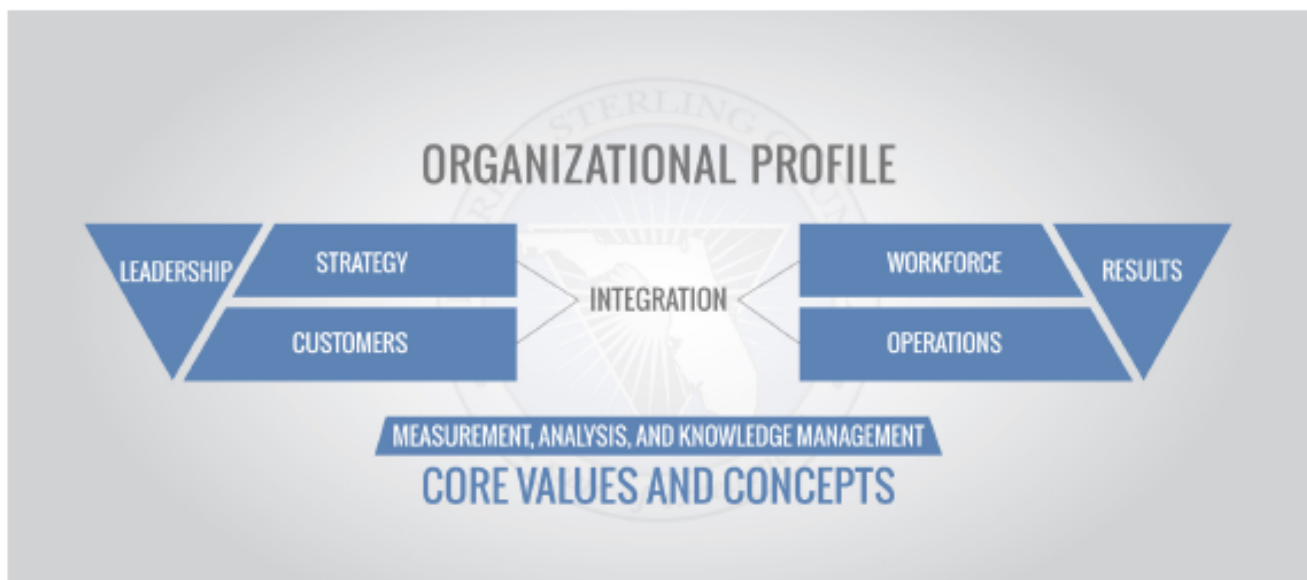 ORGANIZATIONAL PROFILE
LEADERSHIP
STRATEGY
CUSTOMERS
INTEGRATION
WORKFORCE
OPERATIONS
RESULTS
MEASUREMENT, ANALYSIS, AND KNOWLEDGE MANAGEMENT
CORE VALUES AND CONCEPTS